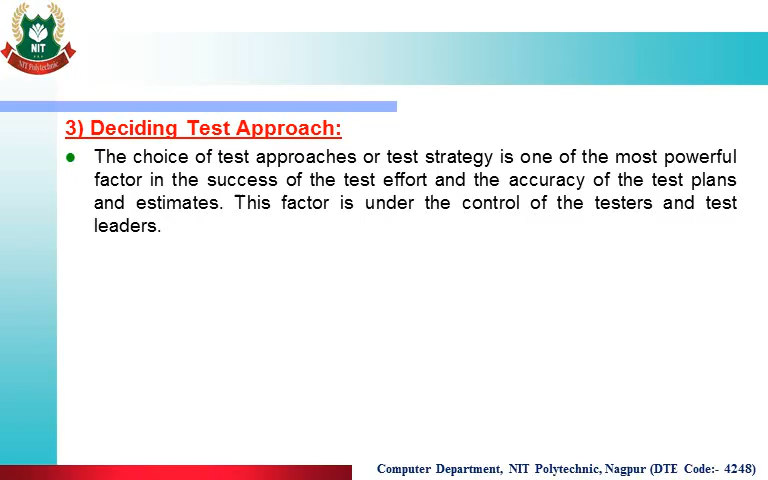 NIT
NIT Polytechnic
3) Deciding Test Approach:
The choice of test approaches or test strategy is one of the most powerful
factor in the success of the test effort and the accuracy of the test plans
and estimates. This factor is under the control of the testers and test
leaders.
Computer Department, NIT Polytechnic, Nagpur (DTE Code:- 4248)